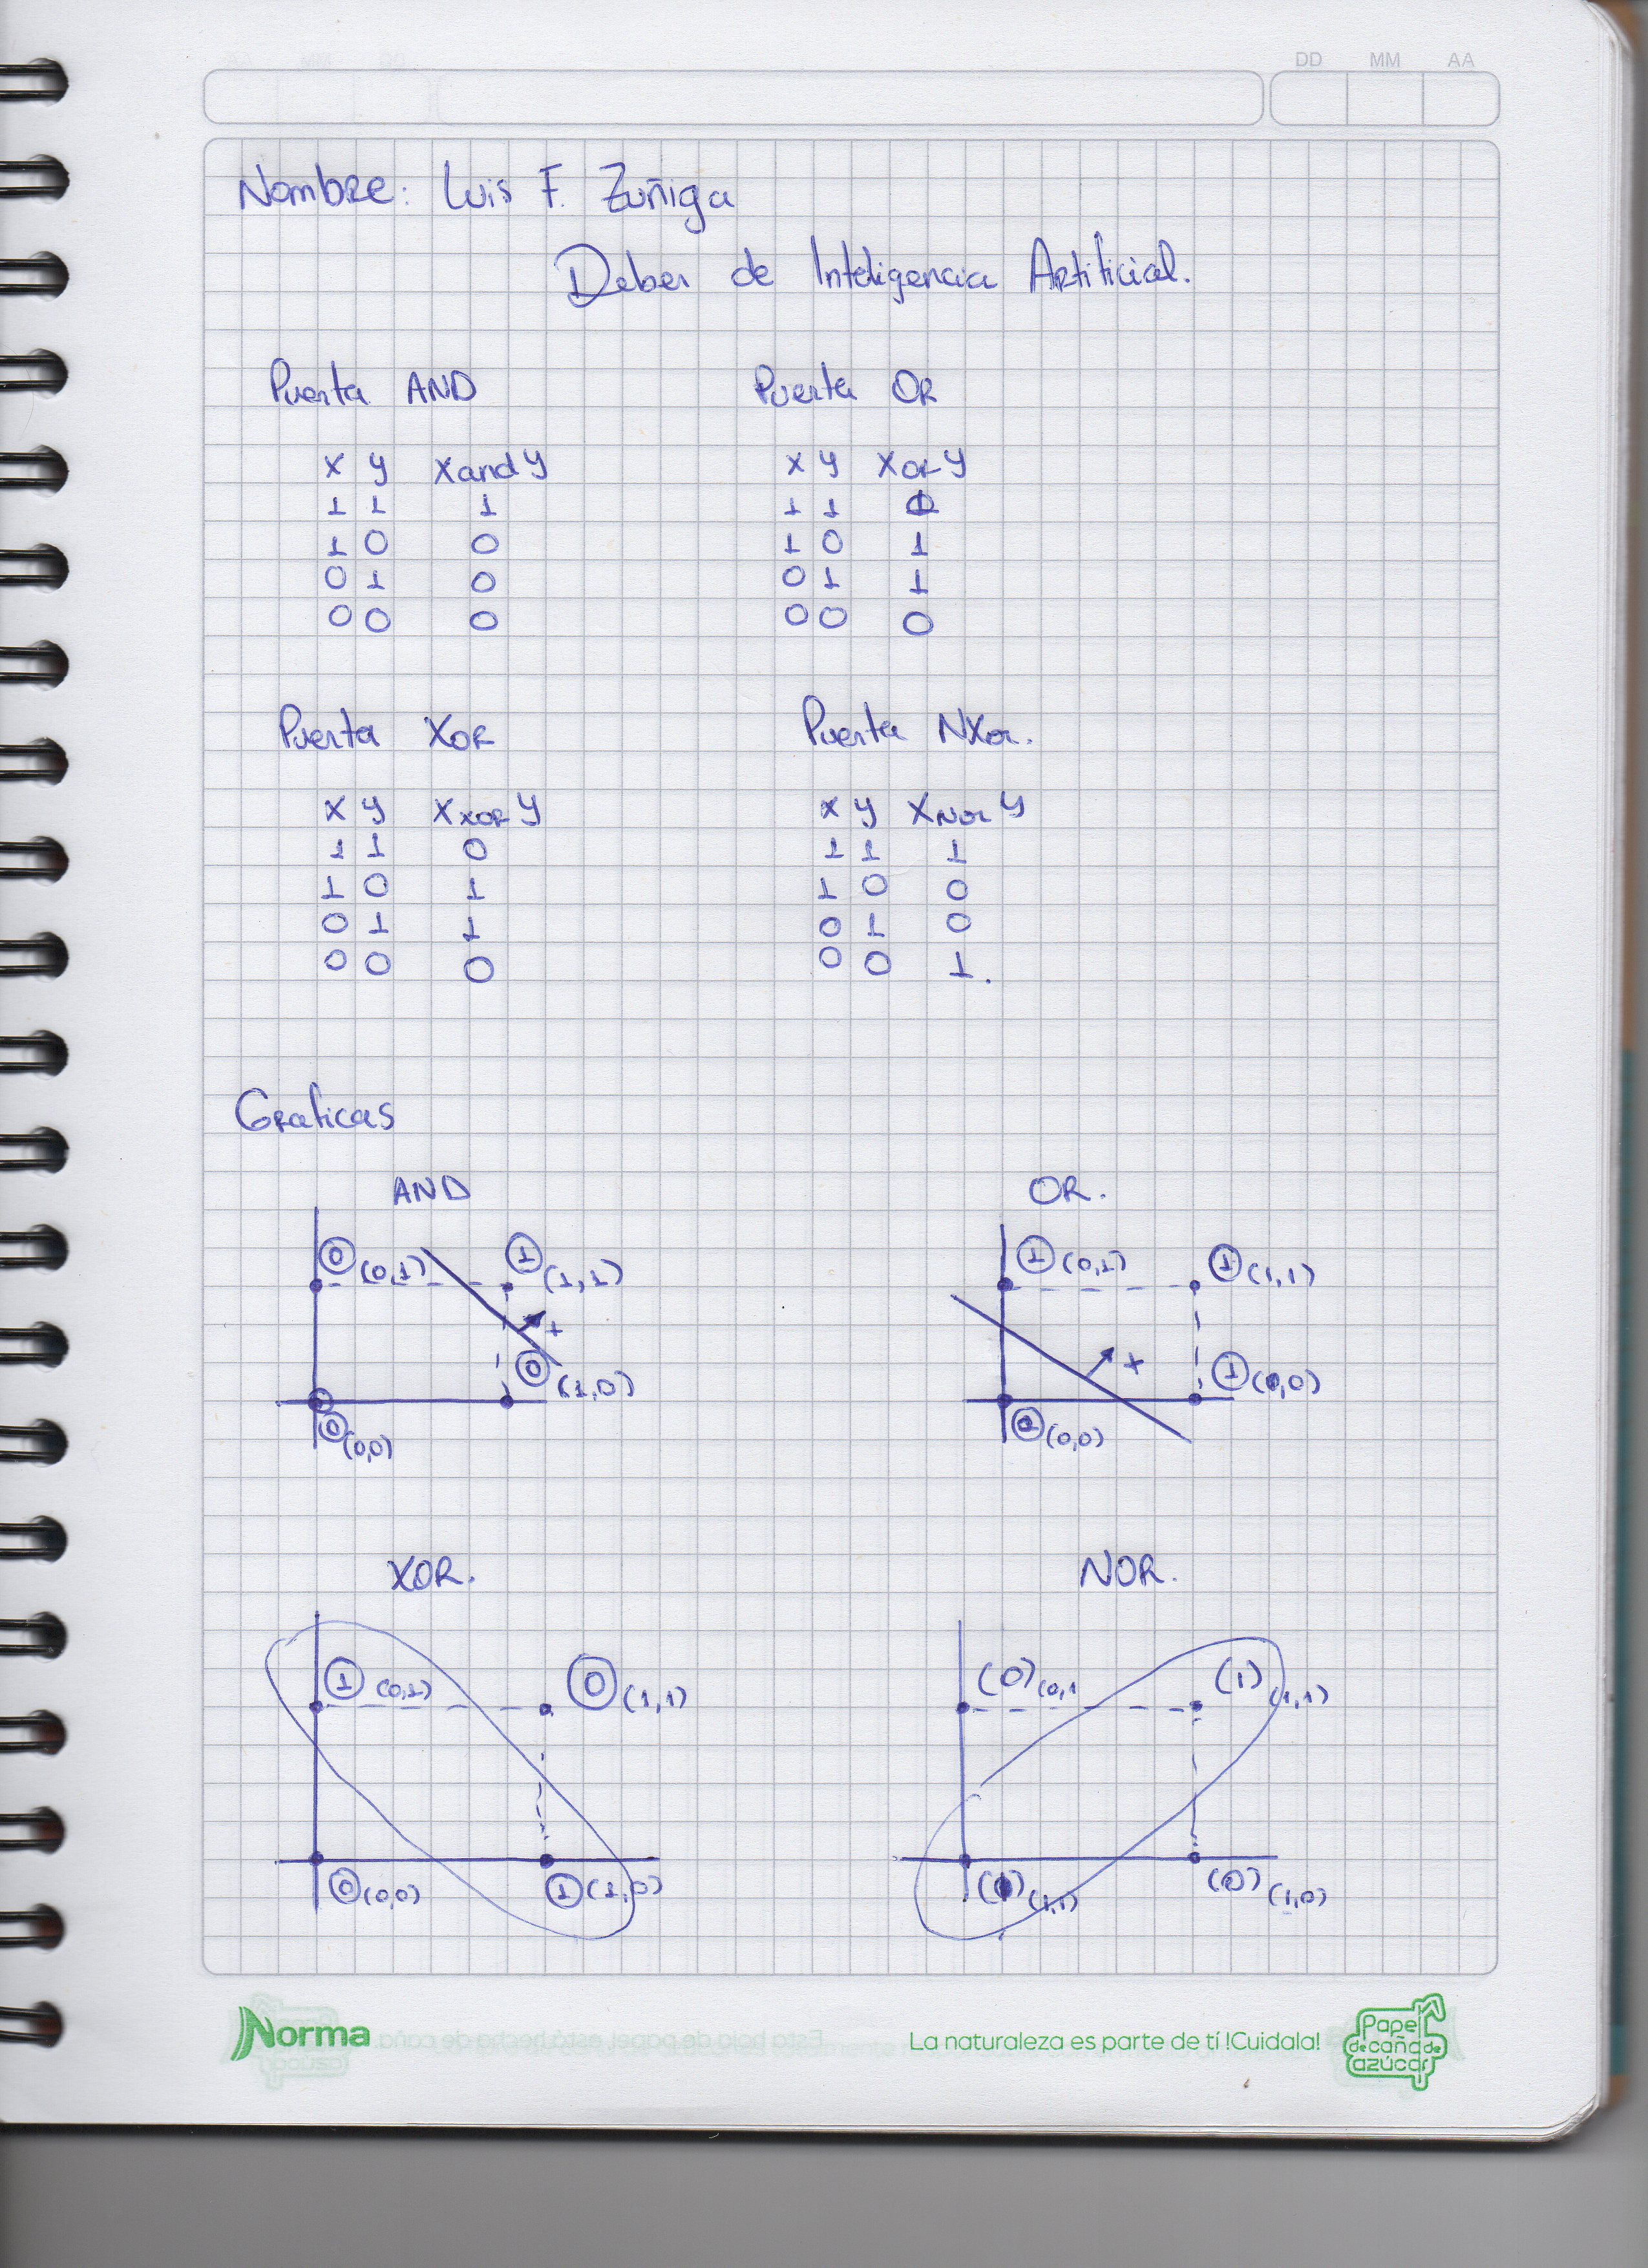 DD MM AA
Nombre: Luis F. Zuñiga
Deber de Inteligencia Artificial.
Puerta AND
x y x and y
1 1 1
1 0 0
0 1 0
0 0 0
Puerta OR
x y x or y
1 1 1
1 0 1
0 1 1
0 0 0
Puerta XOR
x y x xor y
1 1 0
1 0 1
0 1 1
0 0 0
Puerta NXor.
x y x Nor y
1 1 1
1 0 0
0 1 0
0 0 1.
Graficas
AND
0 (0,1) 1 (1,1)
+
0 (1,0)
0 (0,0)
OR.
1 (0,1) 1 (1,1)
+
1 (0,0)
(0,0)
XOR.
1 (0,1) 0 (1,1)
0 (0,0) 1 (1,0)
NOR.
(0) (0,1 (1) (1,1)
(1) (1,1) (0) (1,0)
Norma
La naturaleza es parte de tí !Cuidala!
Papel
de caña de
azúcar